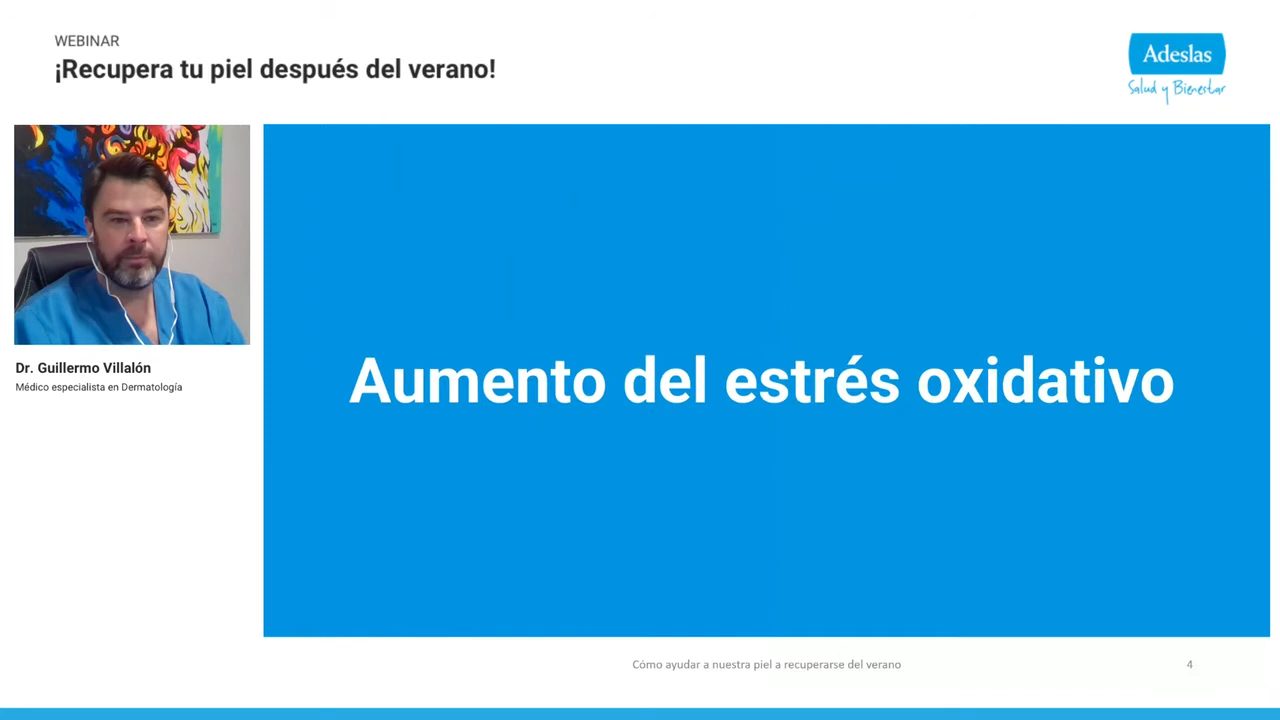 WEBINAR
¡Recupera tu piel después del verano!
Adeslas
Salud y Bienestar
Dr. Guillermo Villalón
Médico especialista en Dermatología
Aumento del estrés oxidativo
Cómo ayudar a nuestra piel a recuperarse del verano
4